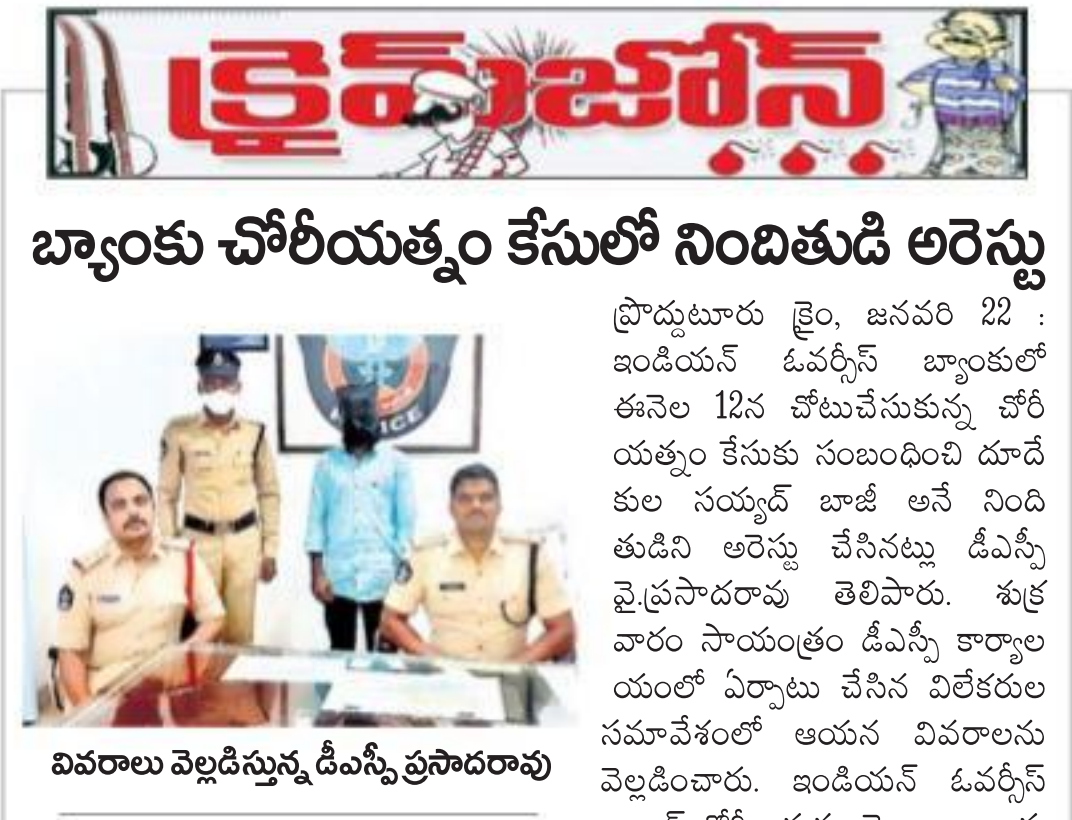 క్రైమ్‌జోన్
బ్యాంకు చోరీయత్నం కేసులో నిందితుడి అరెస్టు
ప్రొద్దుటూరు క్రైం, జనవరి 22 :
ఇండియన్ ఓవర్సీస్ బ్యాంకులో
ఈనెల 12న చోటుచేసుకున్న చోరీ
యత్నం కేసుకు సంబంధించి దూదే
కుల సయ్యద్ బాజీ అనే నింది
తుడిని అరెస్టు చేసినట్లు డీఎస్పీ
వై.ప్రసాదరావు తెలిపారు. శుక్ర
వారం సాయంత్రం డీఎస్పీ కార్యాల
యంలో ఏర్పాటు చేసిన విలేకరుల
సమావేశంలో ఆయన వివరాలను
వెల్లడించారు. ఇండియన్ ఓవర్సీస్
వివరాలు వెల్లడిస్తున్న డీఎస్పీ ప్రసాదరావు